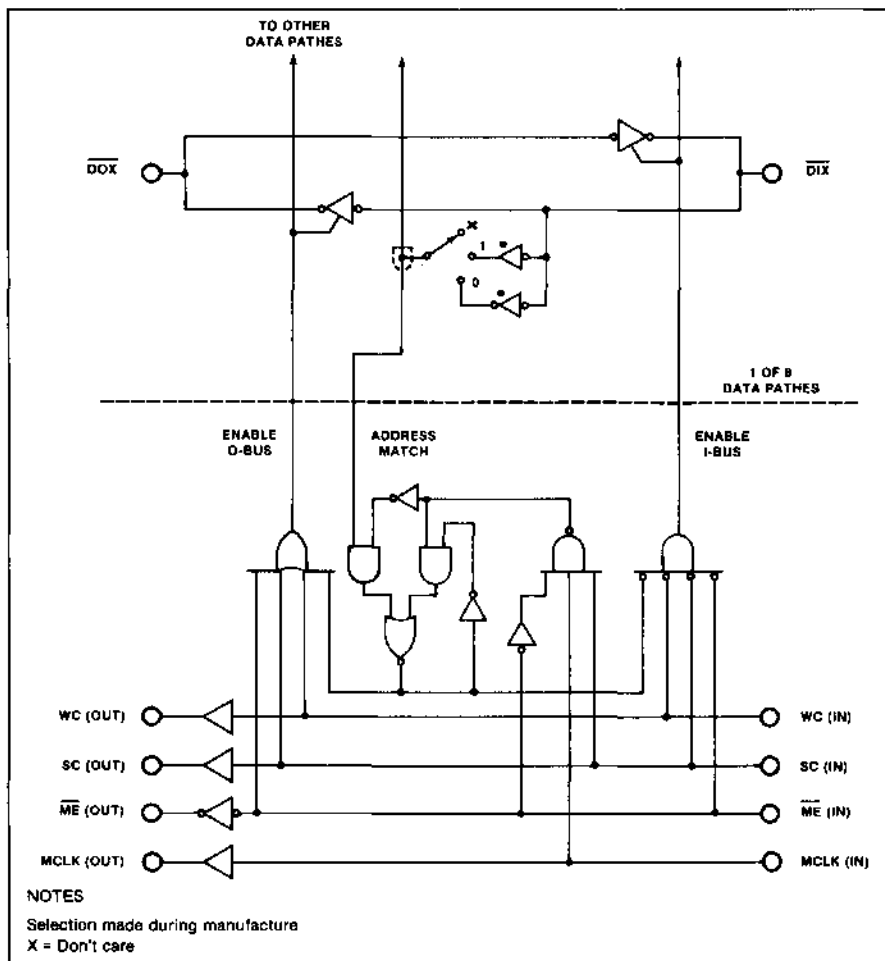 TO OTHER
DATA PATHES
DOX
DIX
X
1
*
0
*
1 OF 8
DATA PATHES
ENABLE
O-BUS
ADDRESS
MATCH
ENABLE
I-BUS
WC (OUT)
WC (IN)
SC (OUT)
SC (IN)
ME (OUT)
ME (IN)
MCLK (OUT)
MCLK (IN)
NOTES
Selection made during manufacture
X = Don't care